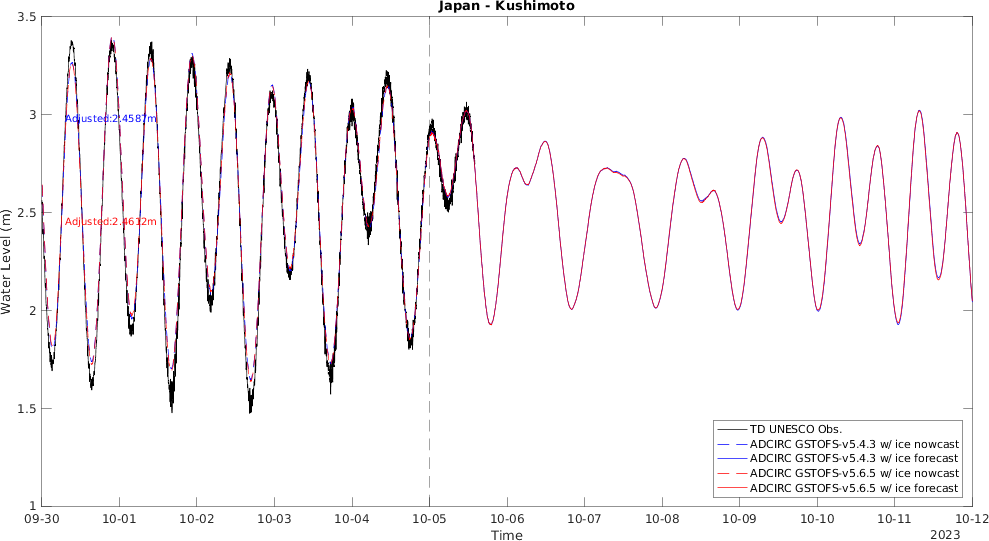 Japan - Kushimoto
3.5
3
2.5
2
1.5
1
Water Level (m)
Adjusted:2.4587m
Adjusted:2.4612m
TD UNESCO Obs.
ADCIRC GSTOFS-v5.4.3 w/ ice nowcast
ADCIRC GSTOFS-v5.4.3 w/ ice forecast
ADCIRC GSTOFS-v5.6.5 w/ ice nowcast
ADCIRC GSTOFS-v5.6.5 w/ ice forecast
09-30 10-01 10-02 10-03 10-04 10-05 10-06 10-07 10-08 10-09 10-10 10-11 10-12
Time
2023